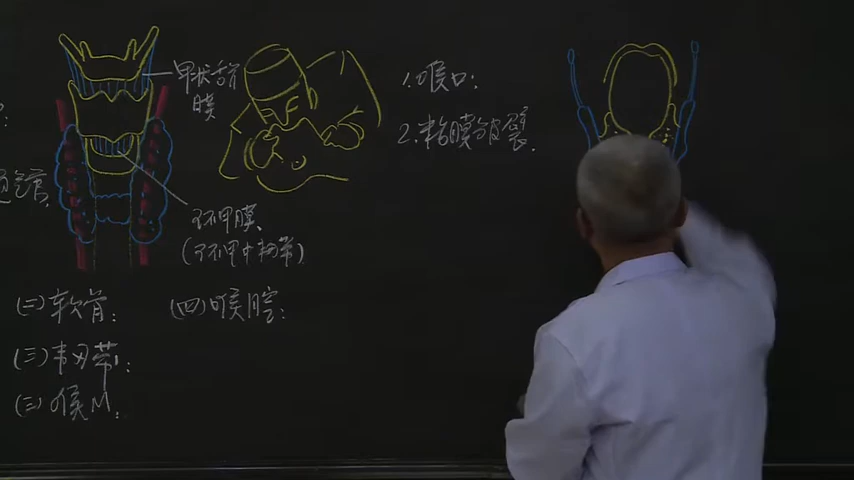 甲状舌骨
膜
环甲膜
(环甲中韧带)
(二)软骨:
(三)韧带:
(三)喉M:
(四)喉腔:
1.喉口:
2.粘膜皱襞.